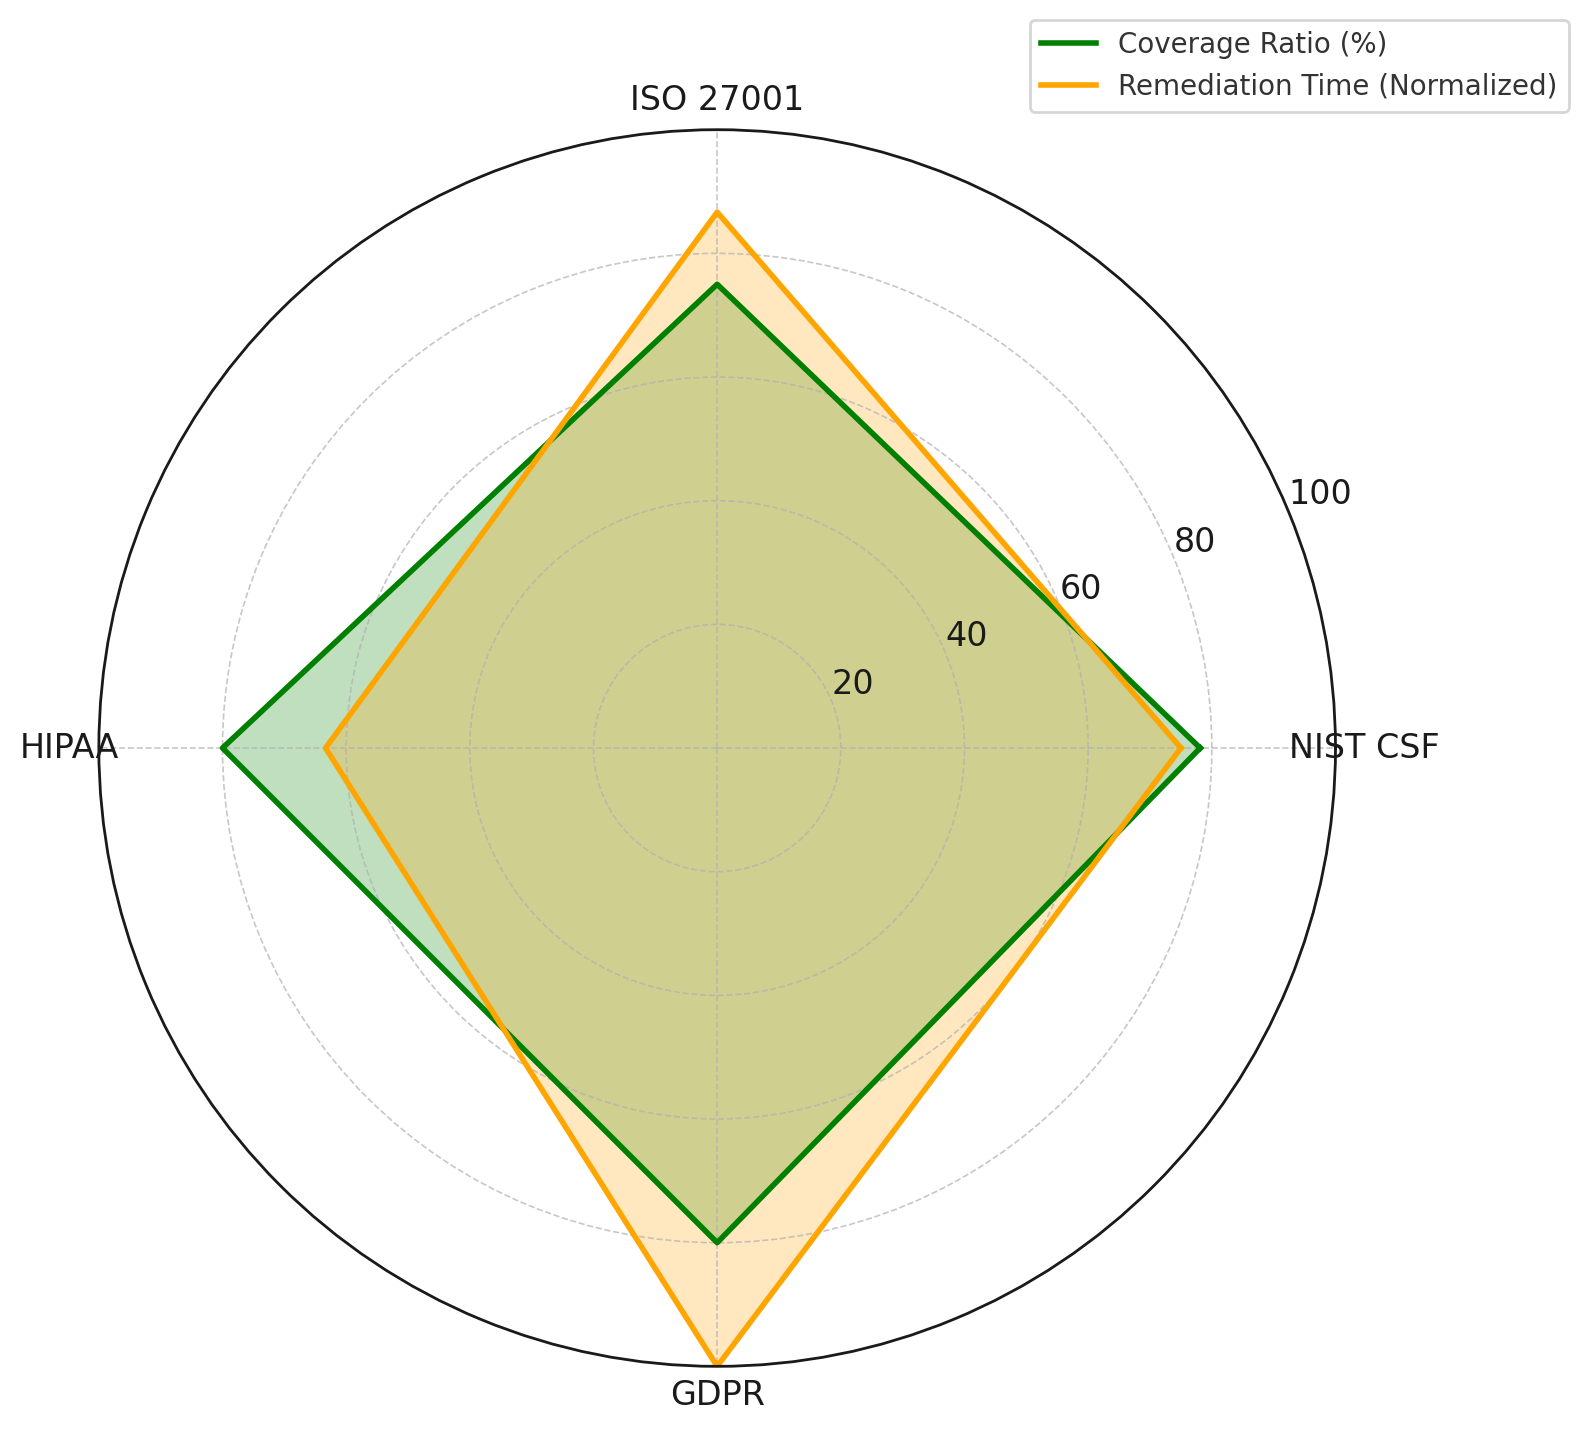 Coverage Ratio (%)
Remediation Time (Normalized)
ISO 27001
100
80
60
40
20
HIPAA
NIST CSF
GDPR